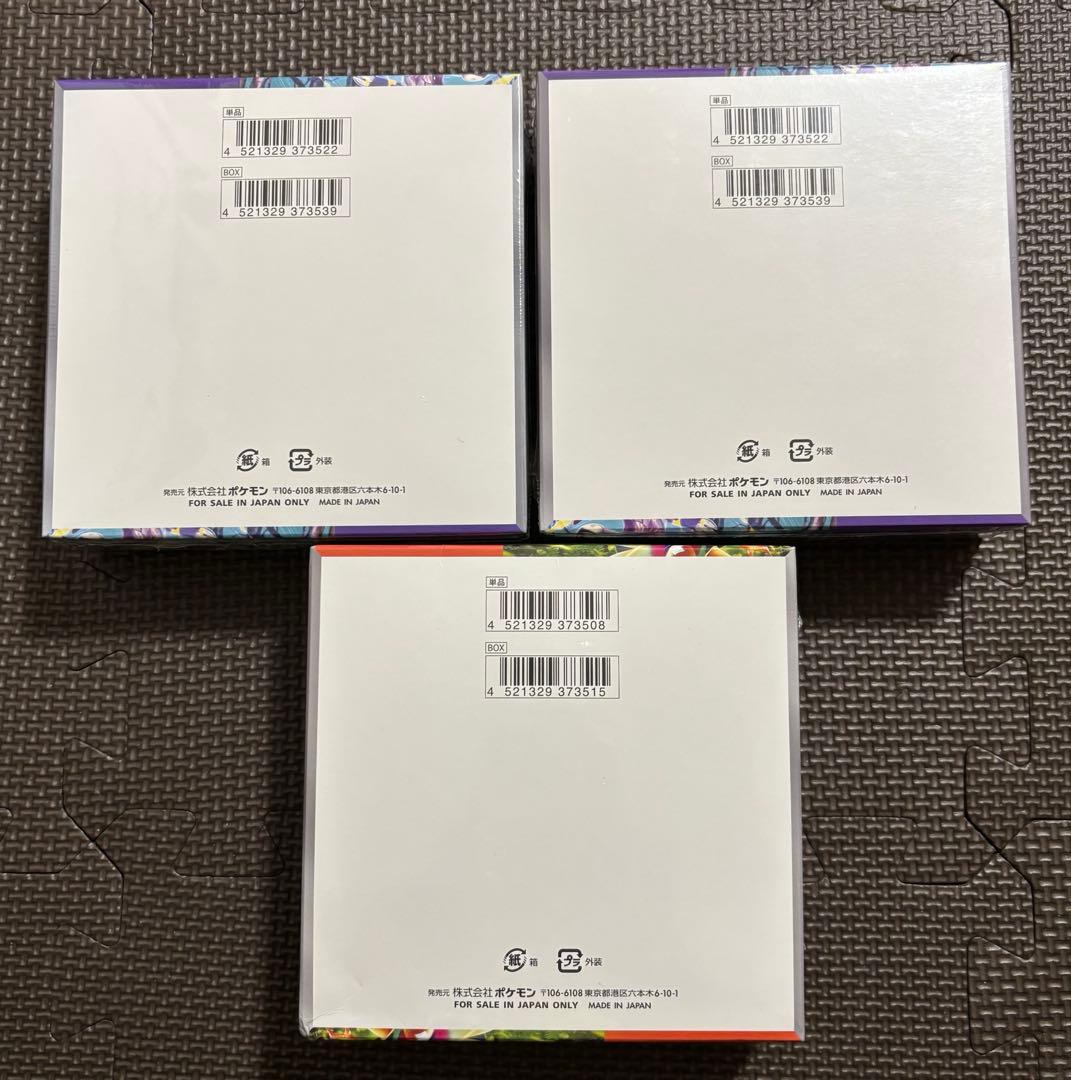 単品
4 521329 373522
BOX
4 521329 373539
紙 箱 プラ 外装
発売元 株式会社ポケモン 〒106-6108 東京都港区六本木6-10-1
FOR SALE IN JAPAN ONLY MADE IN JAPAN
単品
4 521329 373522
BOX
4 521329 373539
紙 箱 プラ 外装
発売元 株式会社ポケモン 〒106-6108 東京都港区六本木6-10-1
FOR SALE IN JAPAN ONLY MADE IN JAPAN
単品
4 521329 373508
BOX
4 521329 373515
紙 箱 プラ 外装
発売元 株式会社ポケモン 〒106-6108 東京都港区六本木6-10-1
FOR SALE IN JAPAN ONLY MADE IN JAPAN